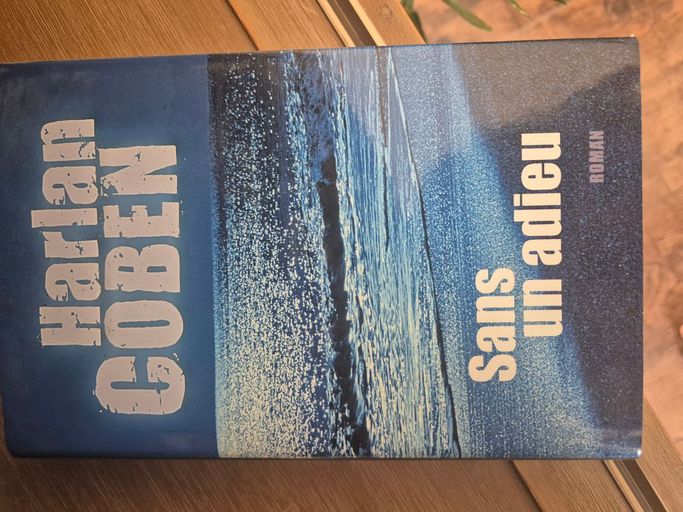 Harlan
COBEN
Sans
un adieu
ROMAN